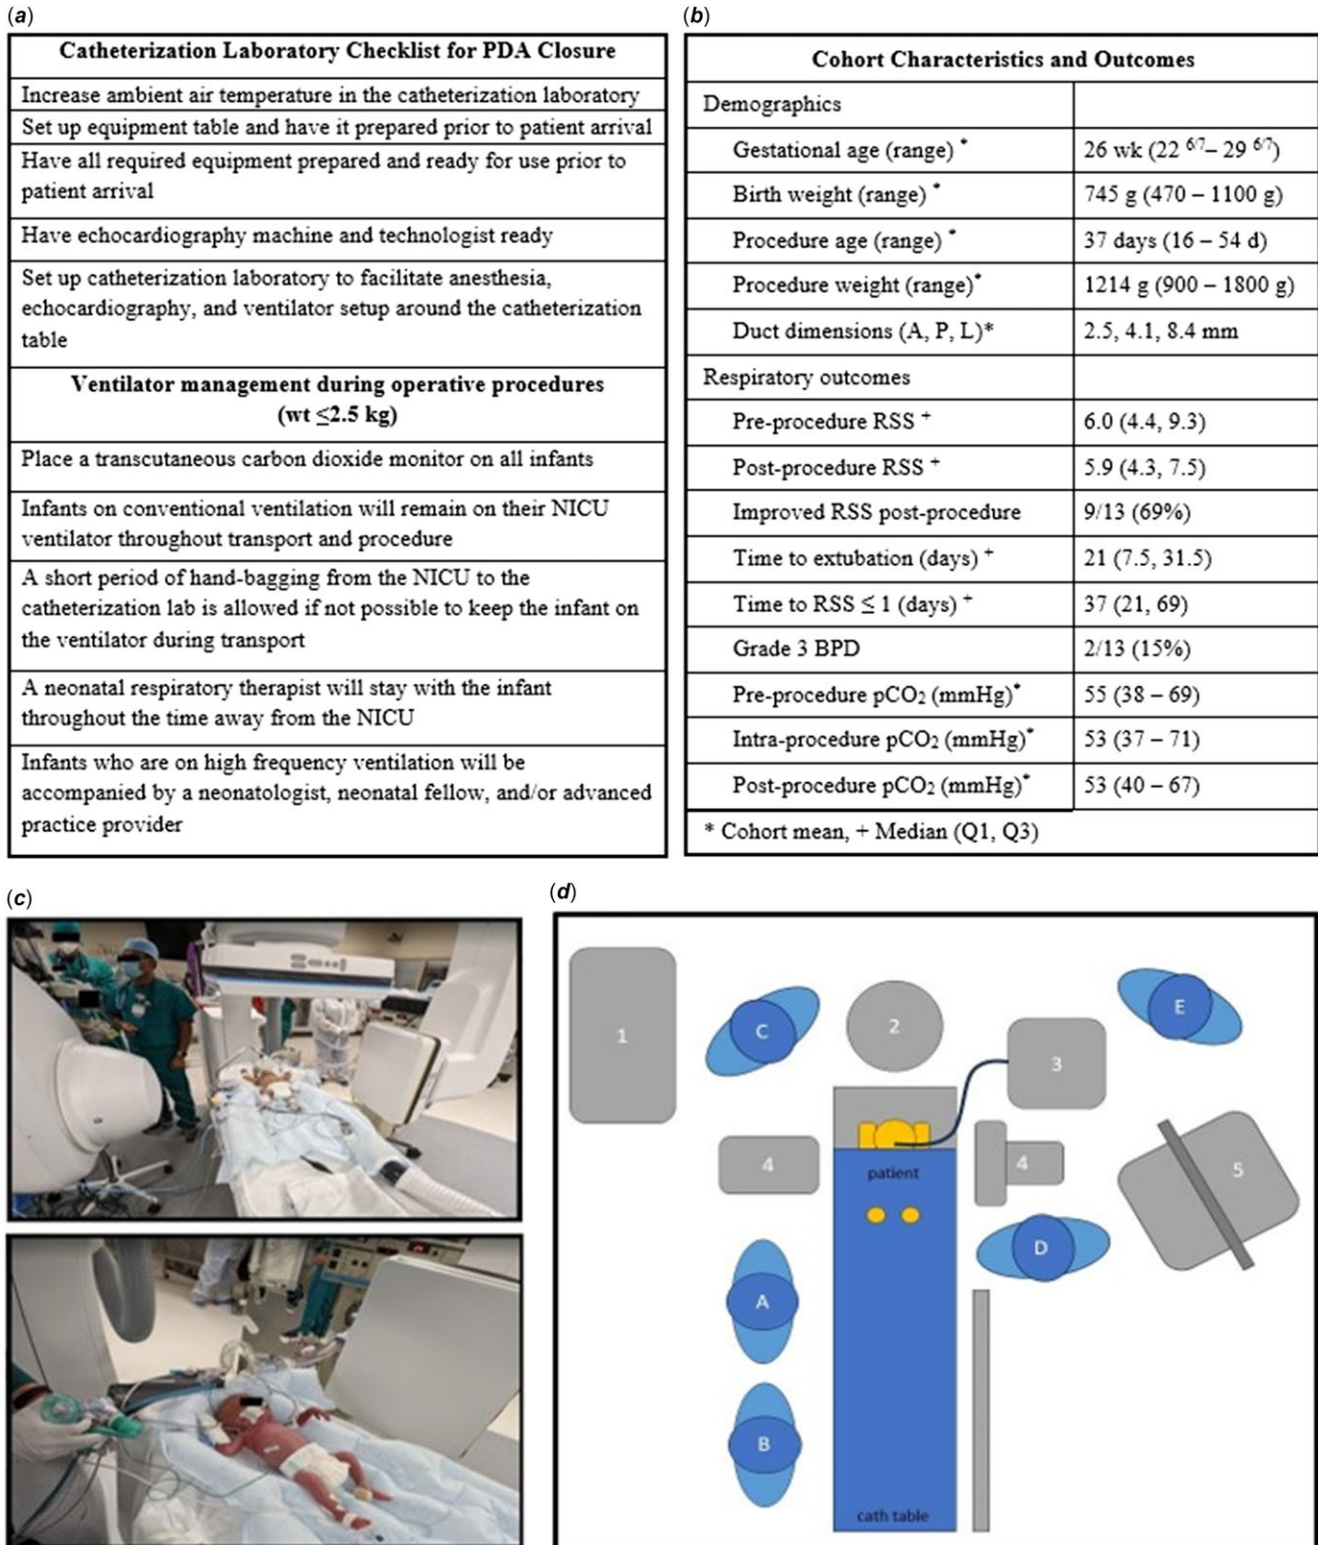 (a)
Catheterization Laboratory Checklist for PDA Closure
Increase ambient air temperature in the catheterization laboratory
Set up equipment table and have it prepared prior to patient arrival
Have all required equipment prepared and ready for use prior to
patient arrival
Have echocardiography machine and technologist ready
Set up catheterization laboratory to facilitate anesthesia,
echocardiography, and ventilator setup around the catheterization
table
Ventilator management during operative procedures
(wt ≤2.5 kg)
Place a transcutaneous carbon dioxide monitor on all infants
Infants on conventional ventilation will remain on their NICU
ventilator throughout transport and procedure
A short period of hand-bagging from the NICU to the
catheterization lab is allowed if not possible to keep the infant on
the ventilator during transport
A neonatal respiratory therapist will stay with the infant
throughout the time away from the NICU
Infants who are on high frequency ventilation will be
accompanied by a neonatologist, neonatal fellow, and/or advanced
practice provider
(b)
Cohort Characteristics and Outcomes
Demographics
Gestational age (range) * 26 wk (22 6/7– 29 6/7)
Birth weight (range) * 745 g (470 – 1100 g)
Procedure age (range) * 37 days (16 – 54 d)
Procedure weight (range)* 1214 g (900 – 1800 g)
Duct dimensions (A, P, L)* 2.5, 4.1, 8.4 mm
Respiratory outcomes
Pre-procedure RSS + 6.0 (4.4, 9.3)
Post-procedure RSS + 5.9 (4.3, 7.5)
Improved RSS post-procedure 9/13 (69%)
Time to extubation (days) + 21 (7.5, 31.5)
Time to RSS ≤ 1 (days) + 37 (21, 69)
Grade 3 BPD 2/13 (15%)
Pre-procedure pCO2 (mmHg)* 55 (38 – 69)
Intra-procedure pCO2 (mmHg)* 53 (37 – 71)
Post-procedure pCO2 (mmHg)* 53 (40 – 67)
* Cohort mean, + Median (Q1, Q3)
(c)
(d)
1
C
2
E
3
4
patient
4
5
D
A
B
cath table